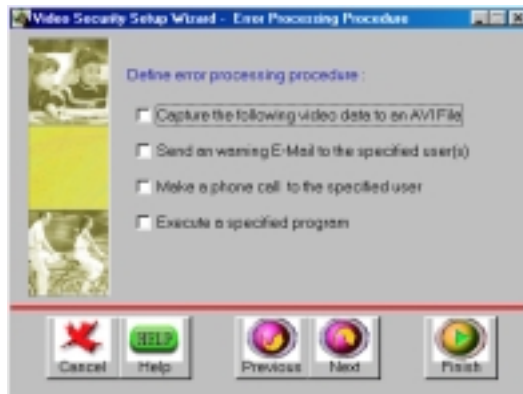 Video Security Setup Wizard - Error Processing Procedure
Define error processing procedure :
Capture the following video data to an AVI File
Send an warning E-Mail to the specified user(s)
Make a phone call to the specified user
Execute a specified program
HELP
Cancel Help Previous Next Finish